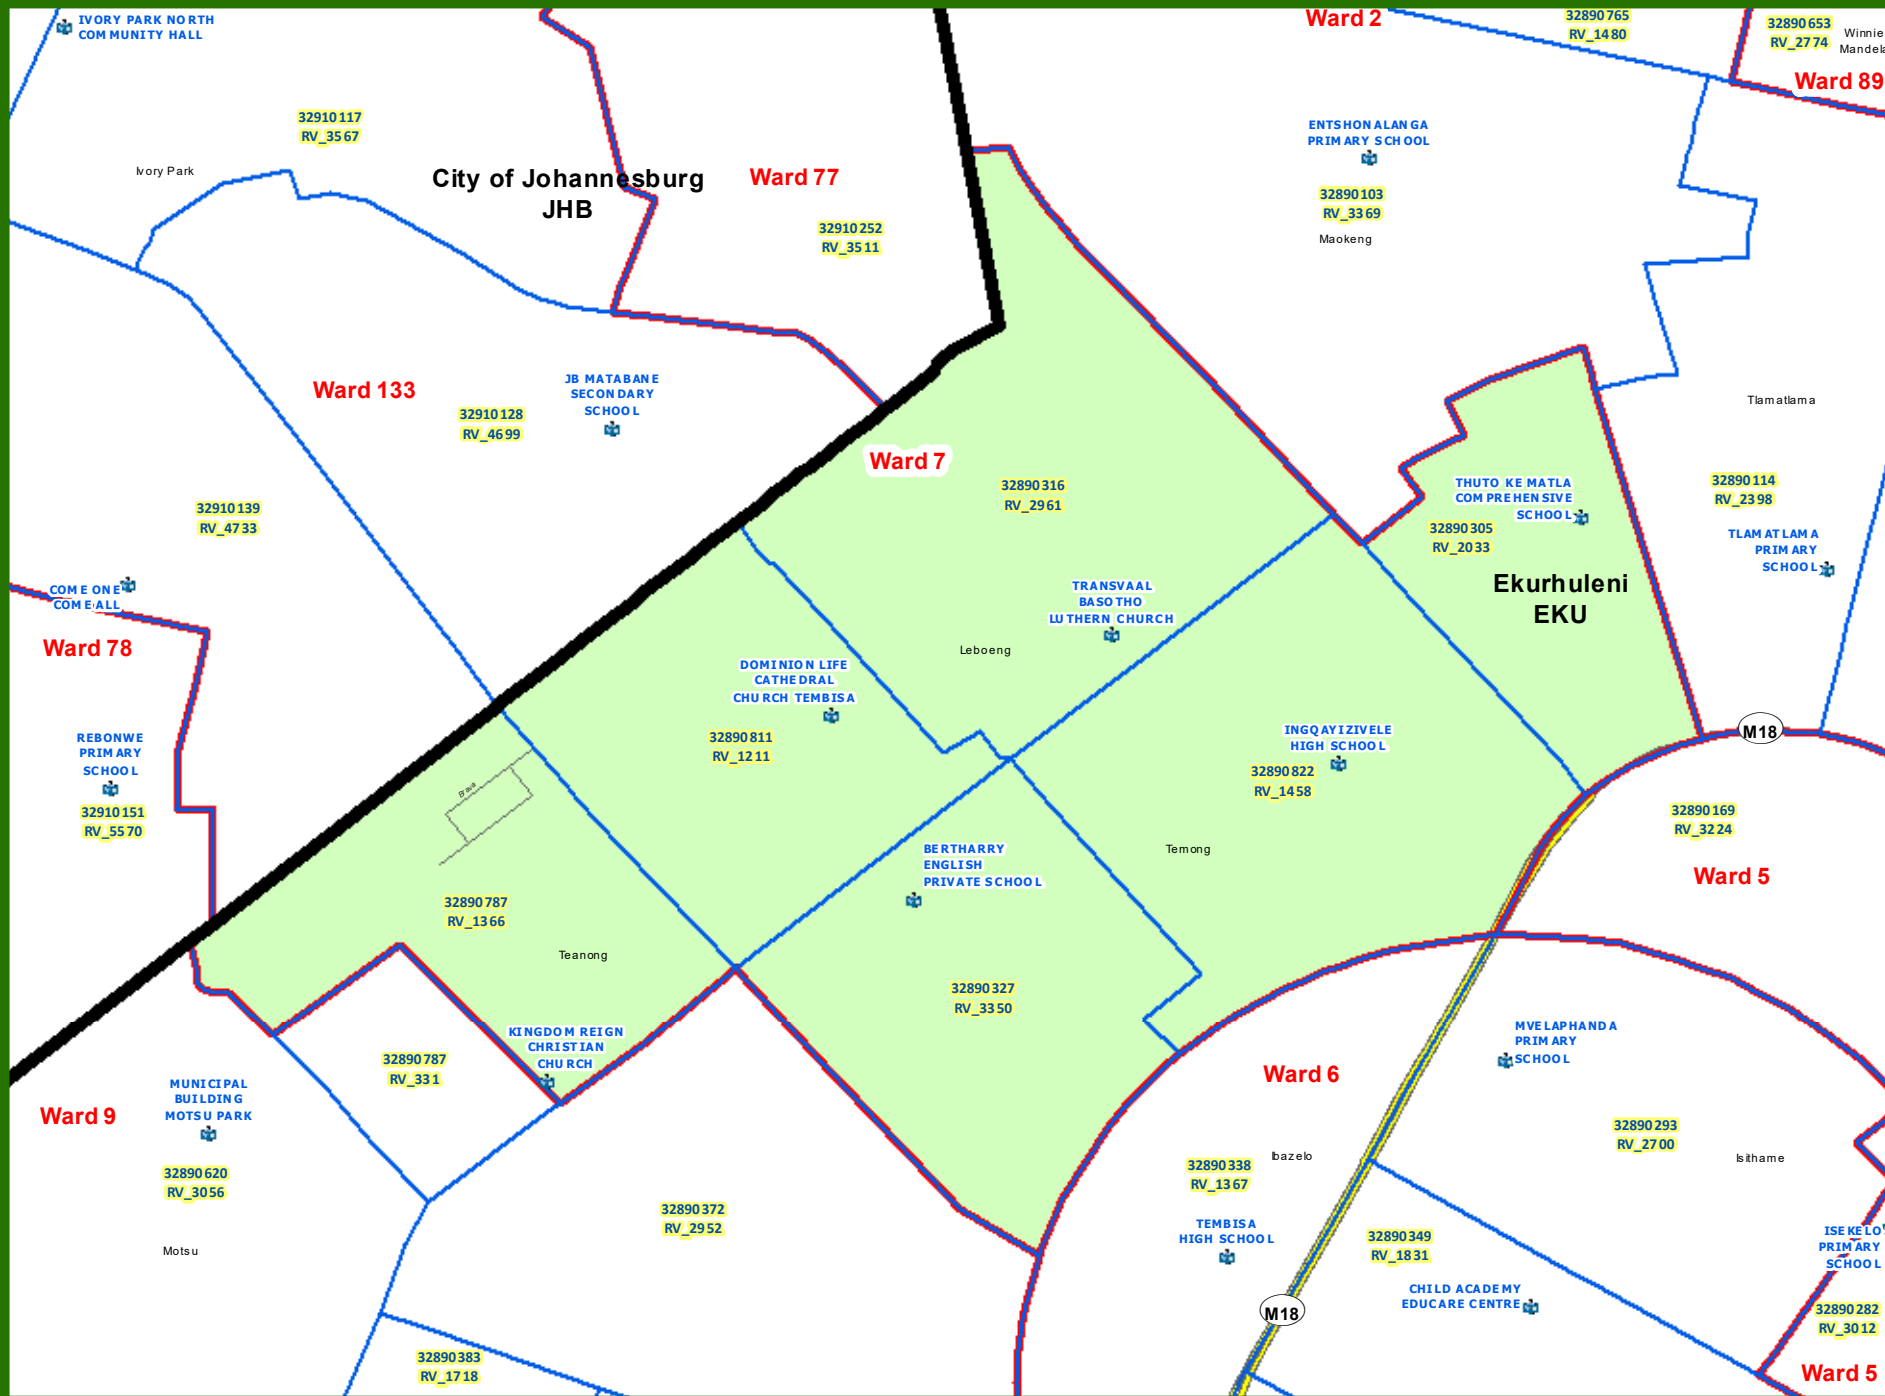 IVORY PARK NORTH
COMMUNITY HALL
Ward 2
32890765
RV_1480
32890653
RV_2774
Winnie
Ward 89
32910117
RV_3567
Ivory Park
City of Johannesburg
JHB
Ward 77
32910252
RV_3511
ENTSHONALANGA
PRIMARY SCHOOL
32890103
RV_3369
Maokeng
Ward 133
32910128
RV_4699
JB MATABANE
SECONDARY
SCHOOL
Ward 7
32890316
RV_2961
Tlamatlama
32890114
RV_2398
TLAMATLAMA
PRIMARY
SCHOOL
THUTO KE MATLA
COMPREHENSIVE
SCHOOL
32890305
RV_2033
Ekurhuleni
EKU
32910139
RV_4733
COME ONE
COME ALL
Ward 78
TRANSVAAL
BASOTHO
LUTHERN CHURCH
Leboeng
DOMINION LIFE
CATHEDRAL
CHURCH TEMBISA
32890811
RV_1211
REBONWE
PRIMARY
SCHOOL
32910151
RV_5570
INGQAYIZIVELE
HIGH SCHOOL
32890822
RV_1458
M18
32890169
RV_3224
Ward 5
Temong
BERTHARRY
ENGLISH
PRIVATE SCHOOL
32890787
RV_1366
Teanong
32890327
RV_3350
KINGDOM REIGN
CHRISTIAN
CHURCH
32890787
RV_331
MUNICIPAL
BUILDING
MOTSU PARK
Ward 9
32890620
RV_3056
Motsu
32890372
RV_2952
32890383
RV_1718
Ward 6
MVELAPHANDA
PRIMARY
SCHOOL
32890293
RV_2700
Isithame
Ibazelo
32890338
RV_1367
TEMBISA
HIGH SCHOOL
32890349
RV_1831
CHILD ACADEMY
EDUCARE CENTRE
M18
PRIMARY
SCHOOL
32890282
RV_3012
Ward 5